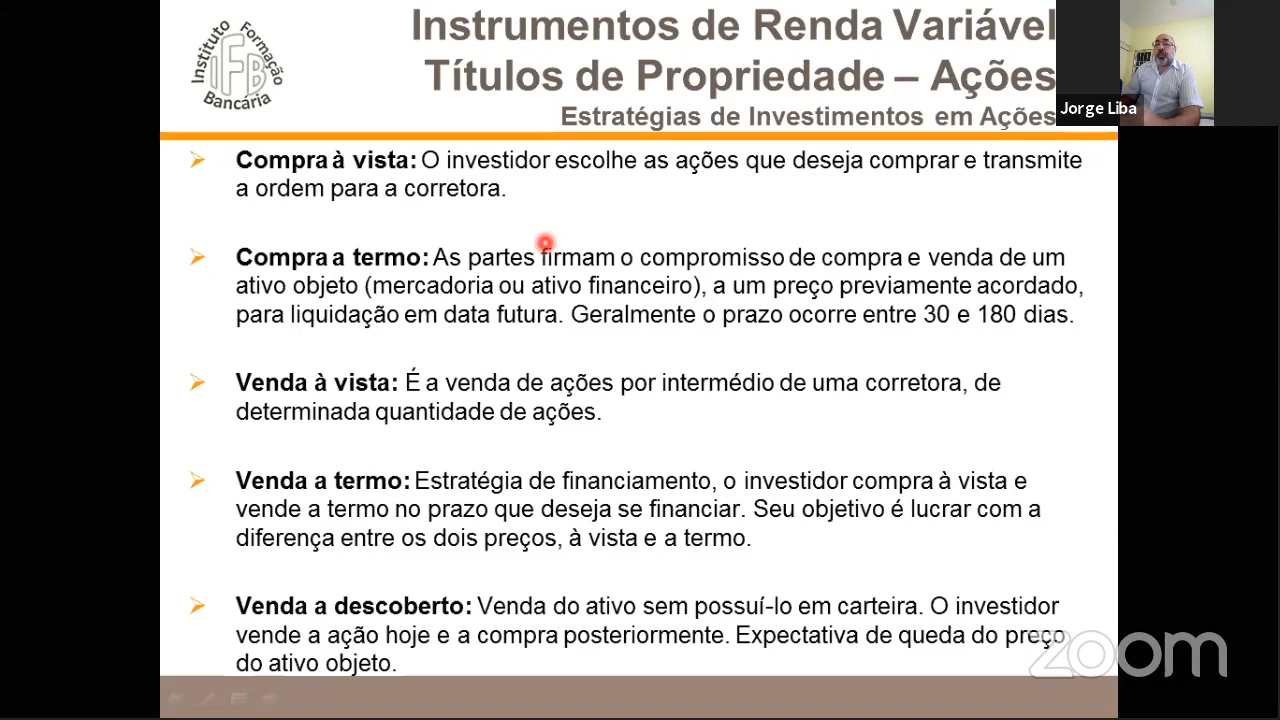 Instituto Formação
IFB
Bancária
Instrumentos de Renda Variável
Títulos de Propriedade – Ações
Estratégias de Investimentos em Ações
Jorge Liba
Compra à vista: O investidor escolhe as ações que deseja comprar e transmite
a ordem para a corretora.
Compra a termo: As partes firmam o compromisso de compra e venda de um
ativo objeto (mercadoria ou ativo financeiro), a um preço previamente acordado,
para liquidação em data futura. Geralmente o prazo ocorre entre 30 e 180 dias.
Venda à vista: É a venda de ações por intermédio de uma corretora, de
determinada quantidade de ações.
Venda a termo: Estratégia de financiamento, o investidor compra à vista e
vende a termo no prazo que deseja se financiar. Seu objetivo é lucrar com a
diferença entre os dois preços, à vista e a termo.
Venda a descoberto: Venda do ativo sem possuí-lo em carteira. O investidor
vende a ação hoje e a compra posteriormente. Expectativa de queda do preço
do ativo objeto.
zoom